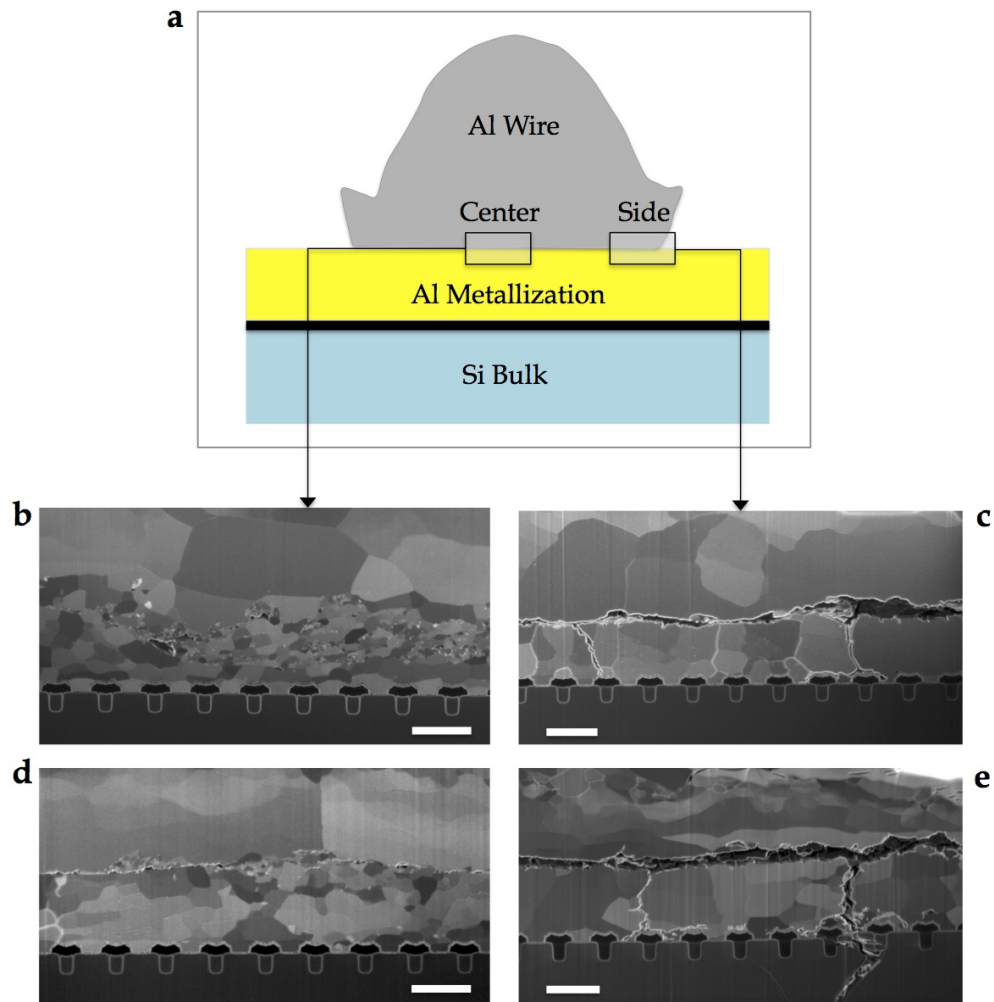 a
Al Wire
Center
Side
Al Metallization
Si Bulk
b
c
d
e